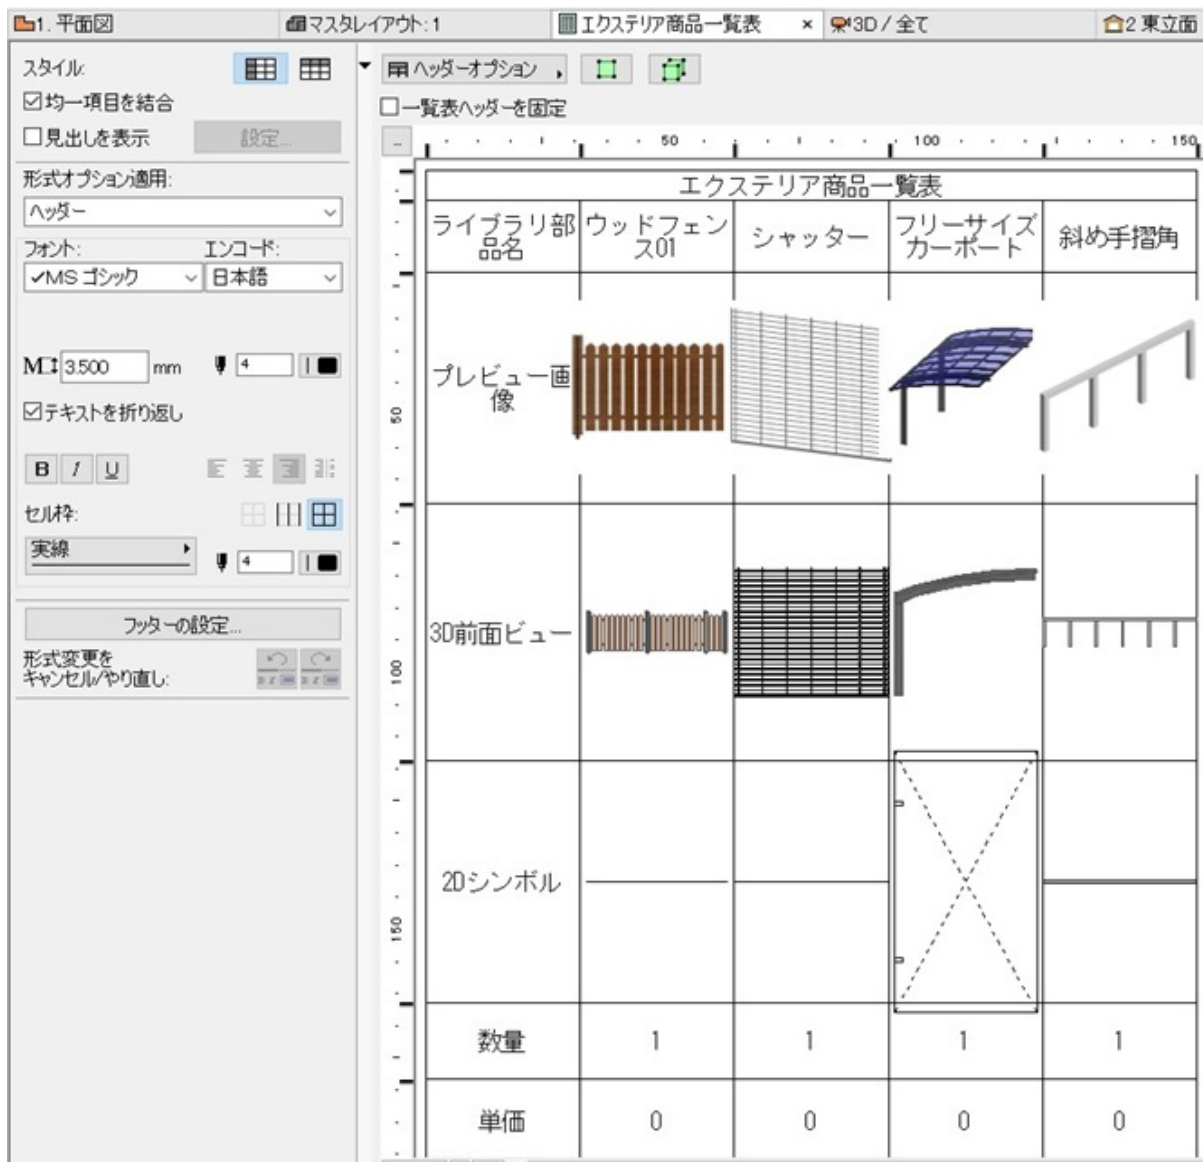 1. 平面図
マスタレイアウト: 1
エクステリア商品一覧表 ×
3D / 全て
2 東立面
スタイル:
ヘッダーオプション
均一項目を結合
一覧表ヘッダーを固定
見出しを表示
設定...
50
100
150
形式オプション適用:
ヘッダー
フォント:
エンコード:
✓MS ゴシック
日本語
M 3.500 mm
4
テキストを折り返し
B I U
セル枠:
実線
4
フッターの設定...
形式変更を
キャンセル/やり直し:
エクステリア商品一覧表
ライブラリ部
品名
ウッドフェン
ス01
シャッター
フリーサイズ
カーポート
斜め手摺角
プレビュー画
像
50
3D前面ビュー
100
2Dシンボル
150
数量 1 1 1 1
単価 0 0 0 0